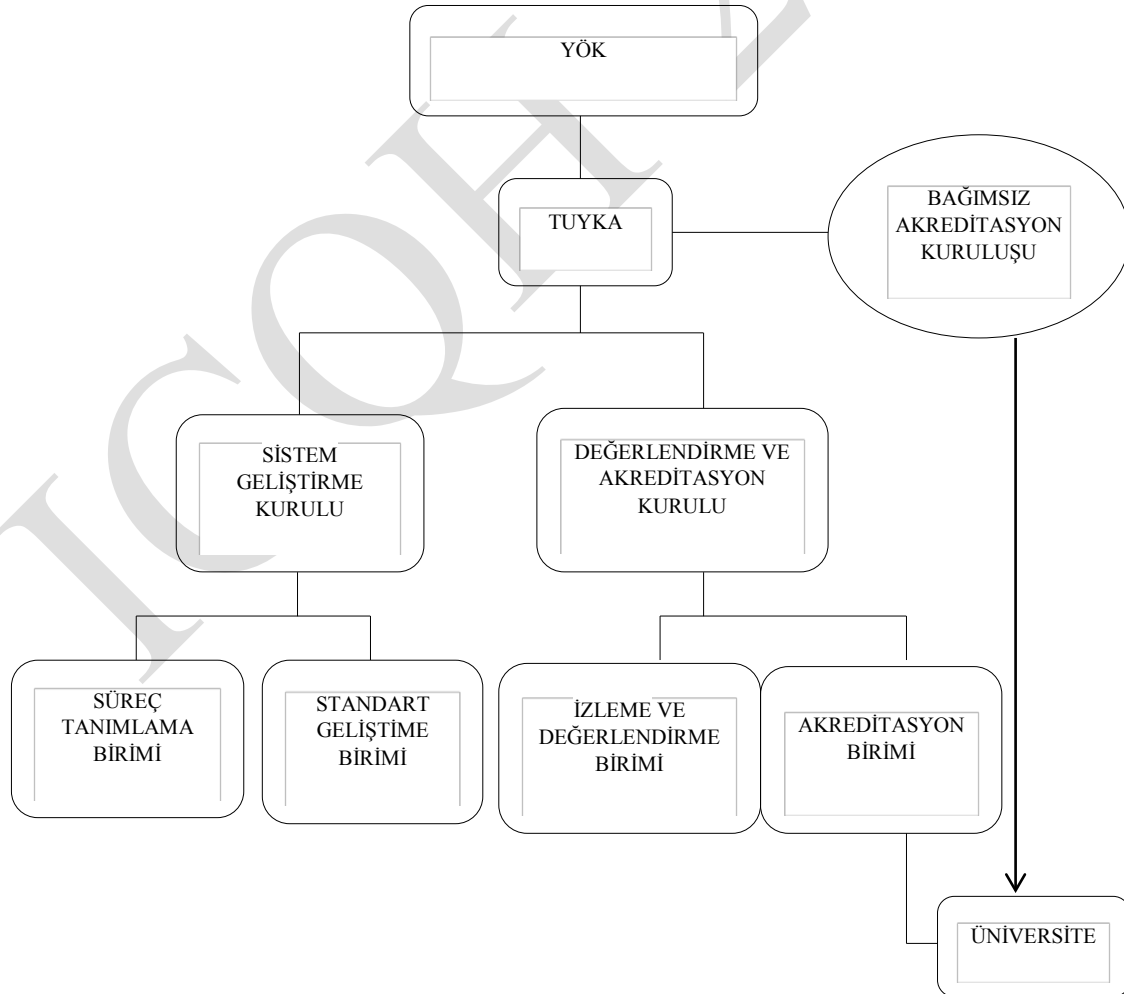 YÖK
TUYKA
BAĞIMSIZ
AKREDİTASYON
KURULUŞU
SİSTEM
GELİŞTİRME
KURULU
DEĞERLENDİRME VE
AKREDİTASYON
KURULU
SÜREÇ
TANIMLAMA
BİRİMİ
STANDART
GELİŞTİME
BİRİMİ
İZLEME VE
DEĞERLENDİRME
BİRİMİ
AKREDİTASYON
BİRİMİ
ÜNİVERSİTE
ICQH